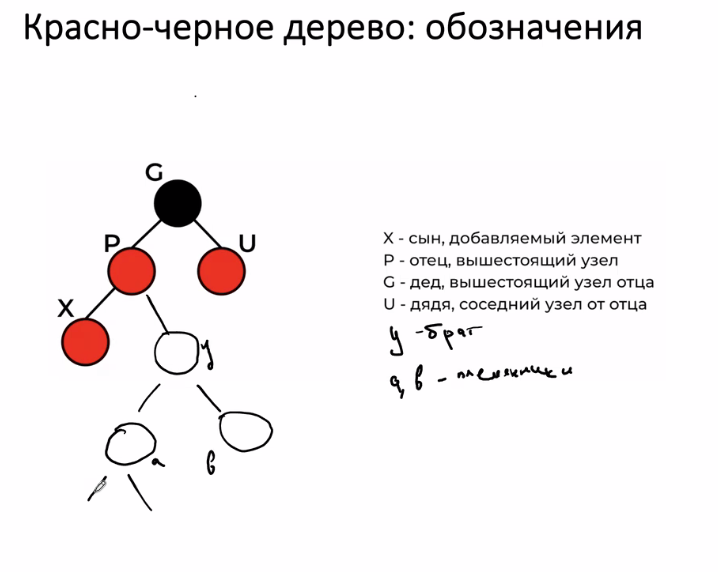 Красно-черное дерево: обозначения
G
P
U
X
X - сын, добавляемый элемент
P - отец, вышестоящий узел
G - дед, вышестоящий узел отца
U - дядя, соседний узел от отца
y - брат
a, b - племянники
y
a
b